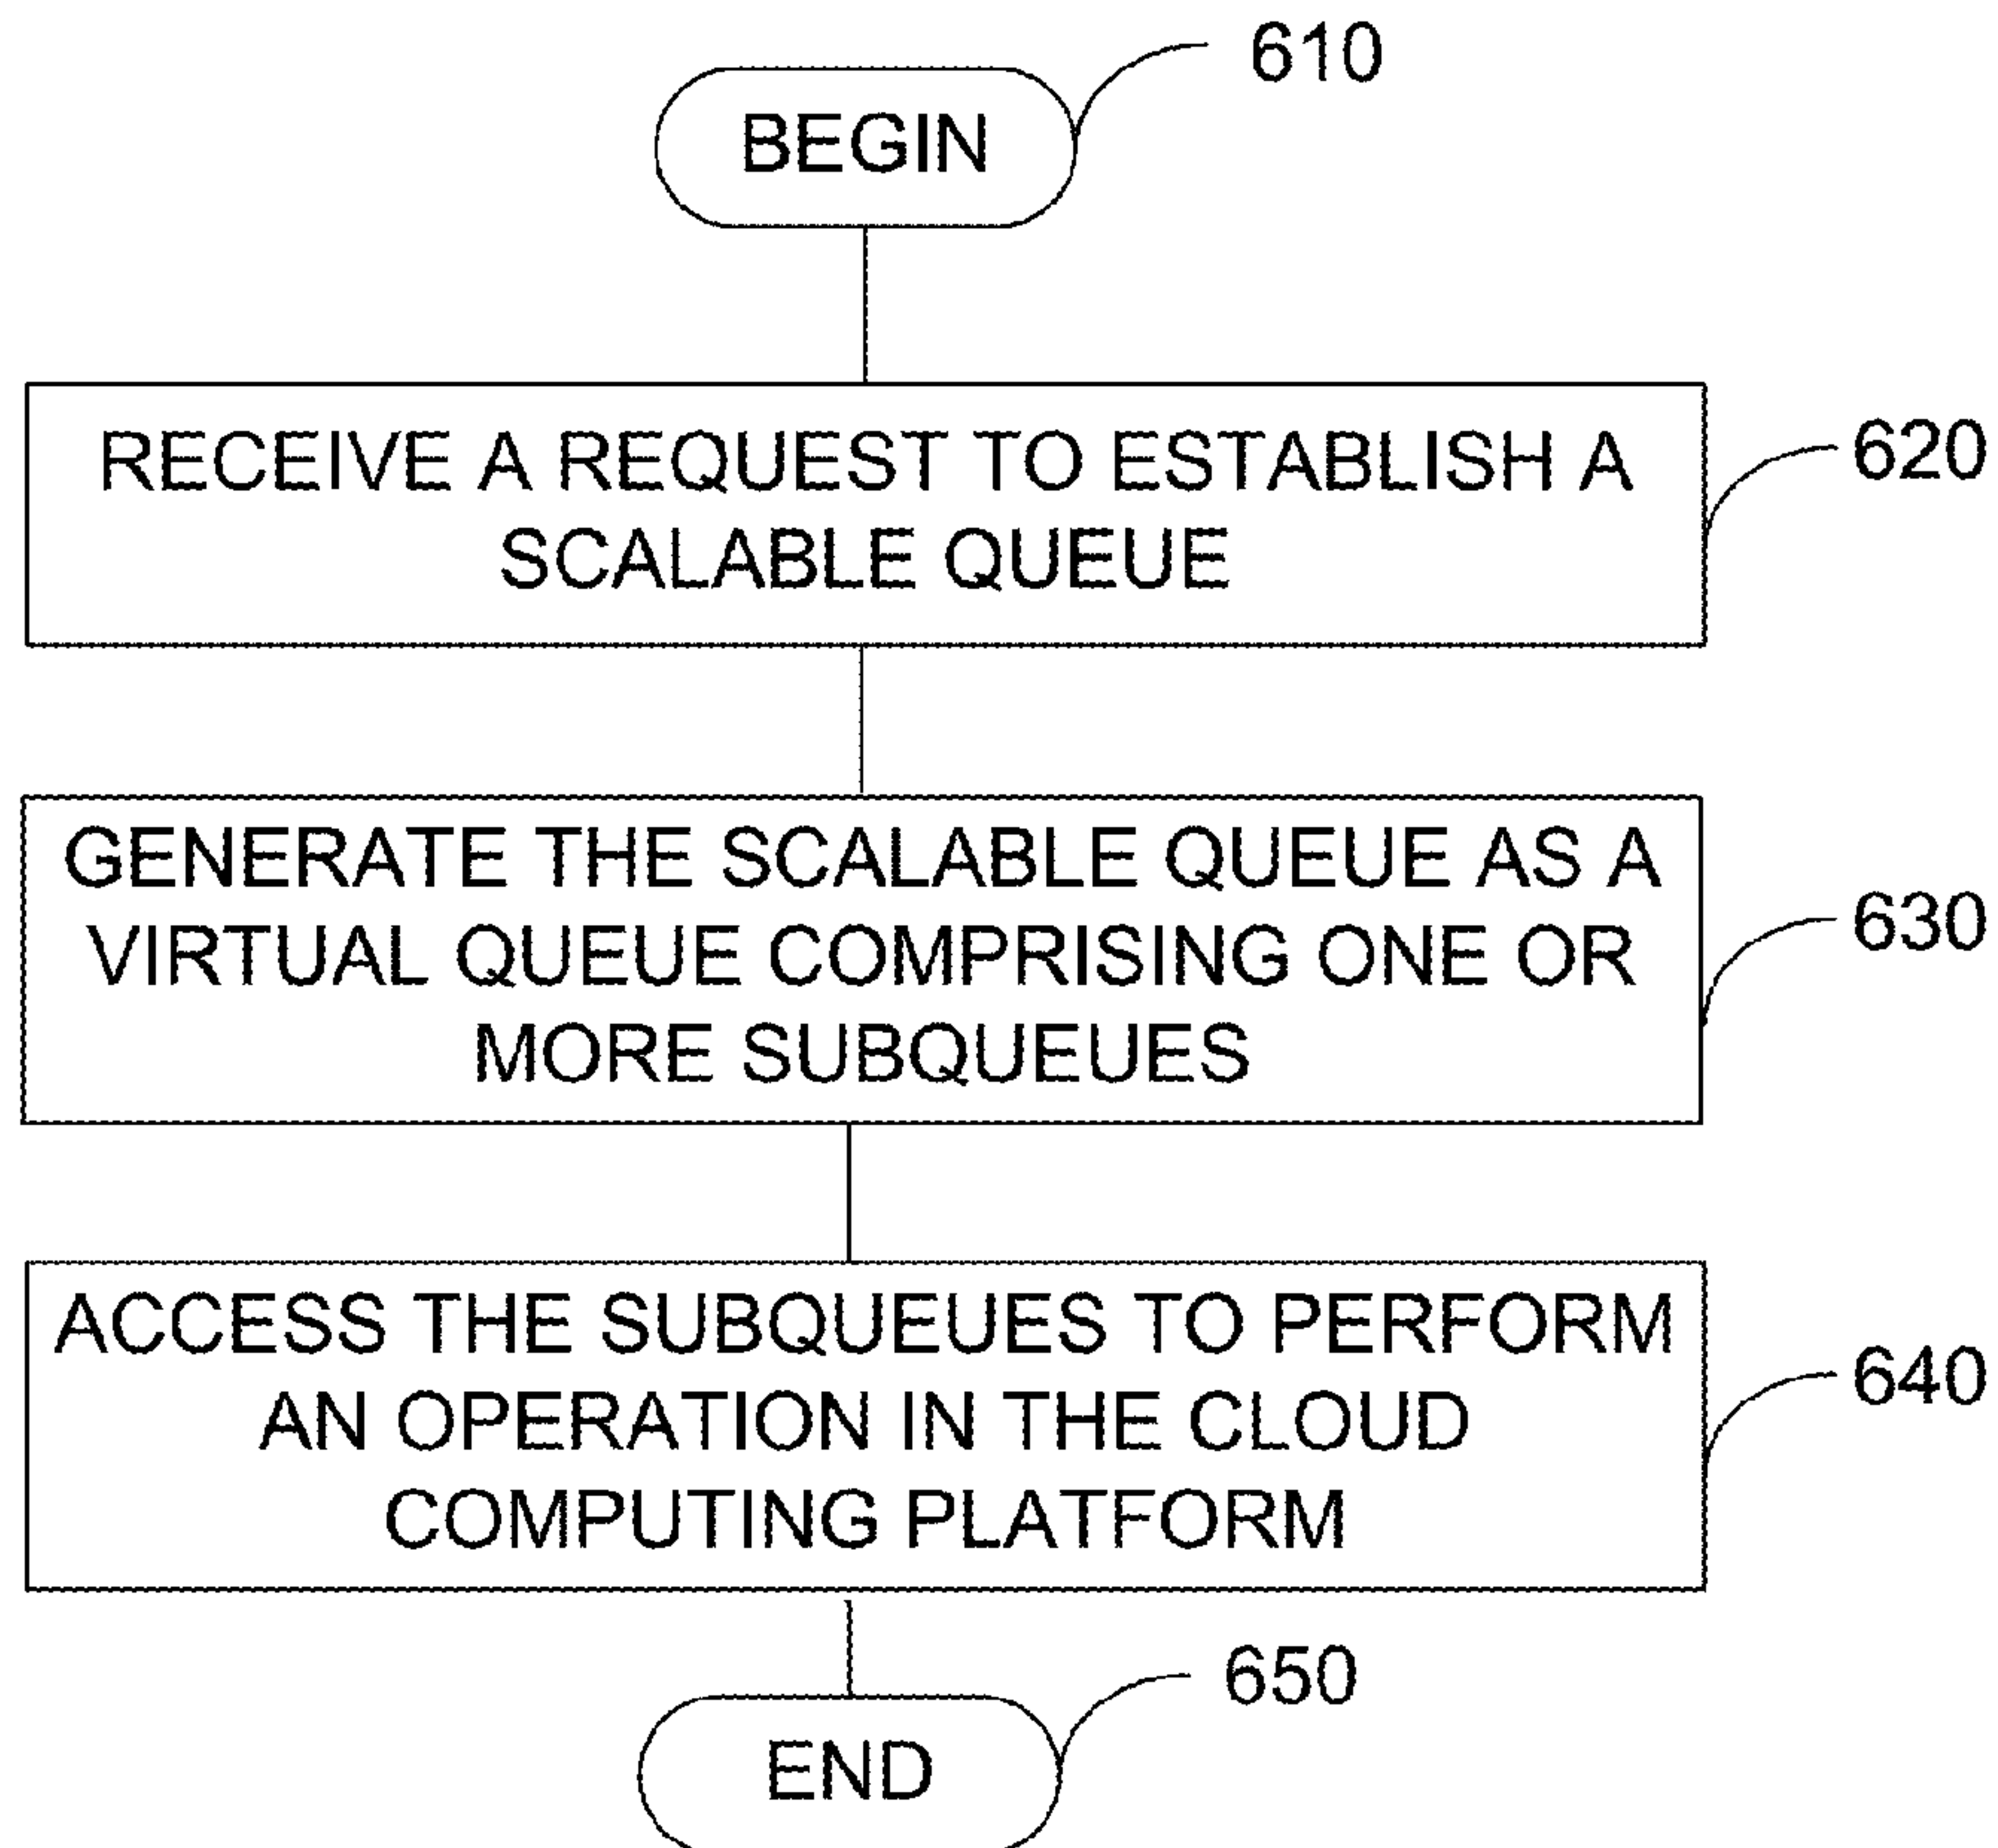 610
BEGIN
RECEIVE A REQUEST TO ESTABLISH A
SCALABLE QUEUE
620
GENERATE THE SCALABLE QUEUE AS A
VIRTUAL QUEUE COMPRISING ONE OR
MORE SUBQUEUES
630
ACCESS THE SUBQUEUES TO PERFORM
AN OPERATION IN THE CLOUD
COMPUTING PLATFORM
640
650
END